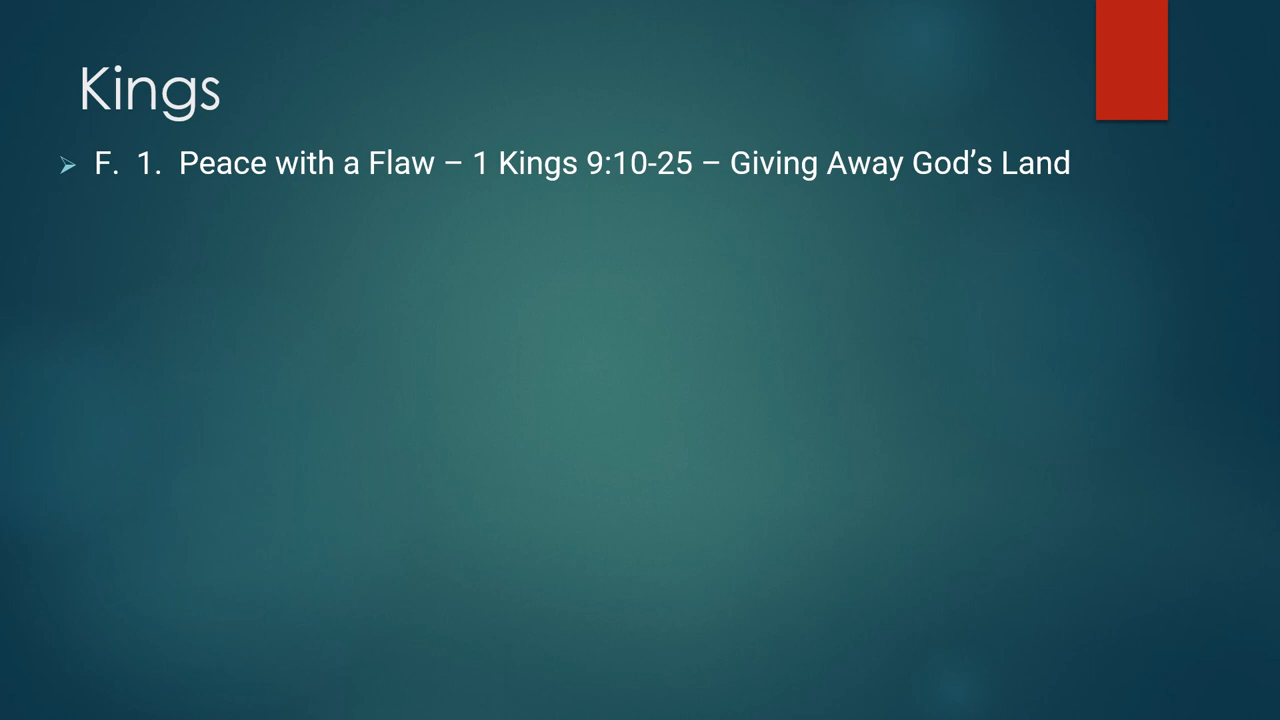 Kings
F. 1. Peace with a Flaw – 1 Kings 9:10-25 – Giving Away God’s Land